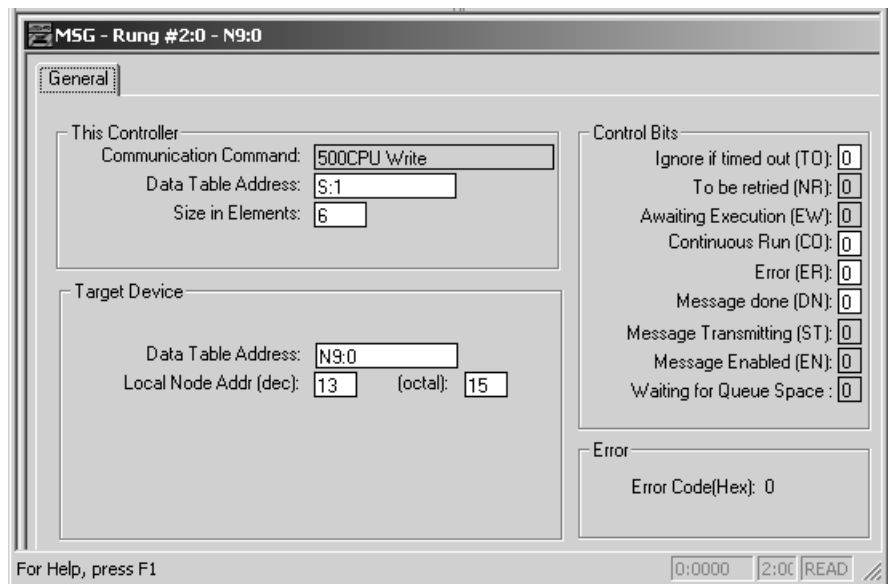 MSG - Rung #2:0 - N9:0
General
This Controller
Communication Command: 500CPU Write
Data Table Address: S:1
Size in Elements: 6
Target Device
Data Table Address: N9:0
Local Node Addr (dec): 13 (octal): 15
Control Bits
Ignore if timed out (TO): 0
To be retried (NR): 0
Awaiting Execution (EW): 0
Continuous Run (CO): 0
Error (ER): 0
Message done (DN): 0
Message Transmitting (ST): 0
Message Enabled (EN): 0
Waiting for Queue Space : 0
Error
Error Code(Hex): 0
For Help, press F1
0:0000 2:00 READ